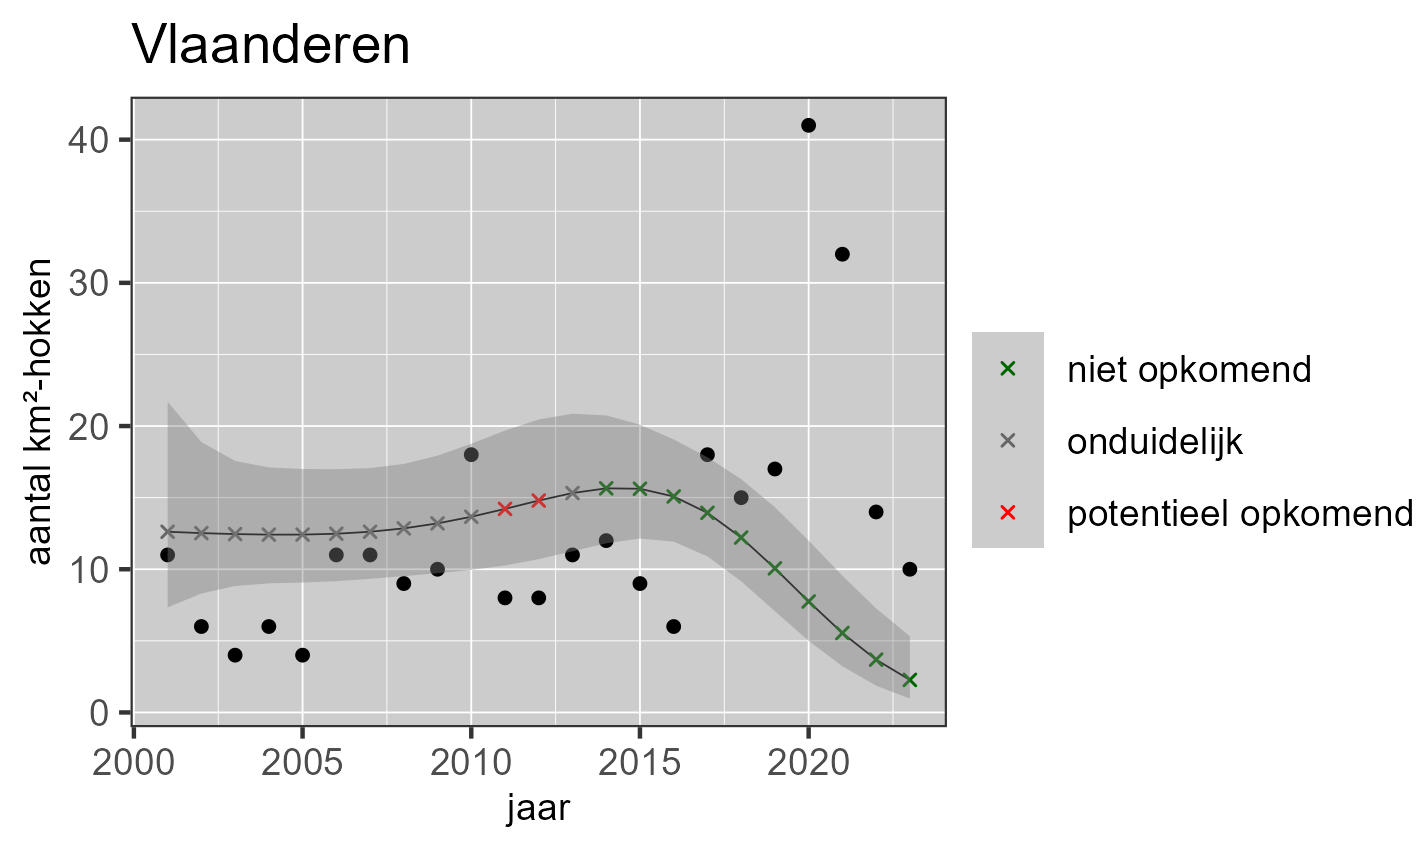 Vlaanderen
40
30
20
10
0
aantal km²-hokken
2000 2005 2010 2015 2020
jaar
niet opkomend
onduidelijk
potentieel opkomend